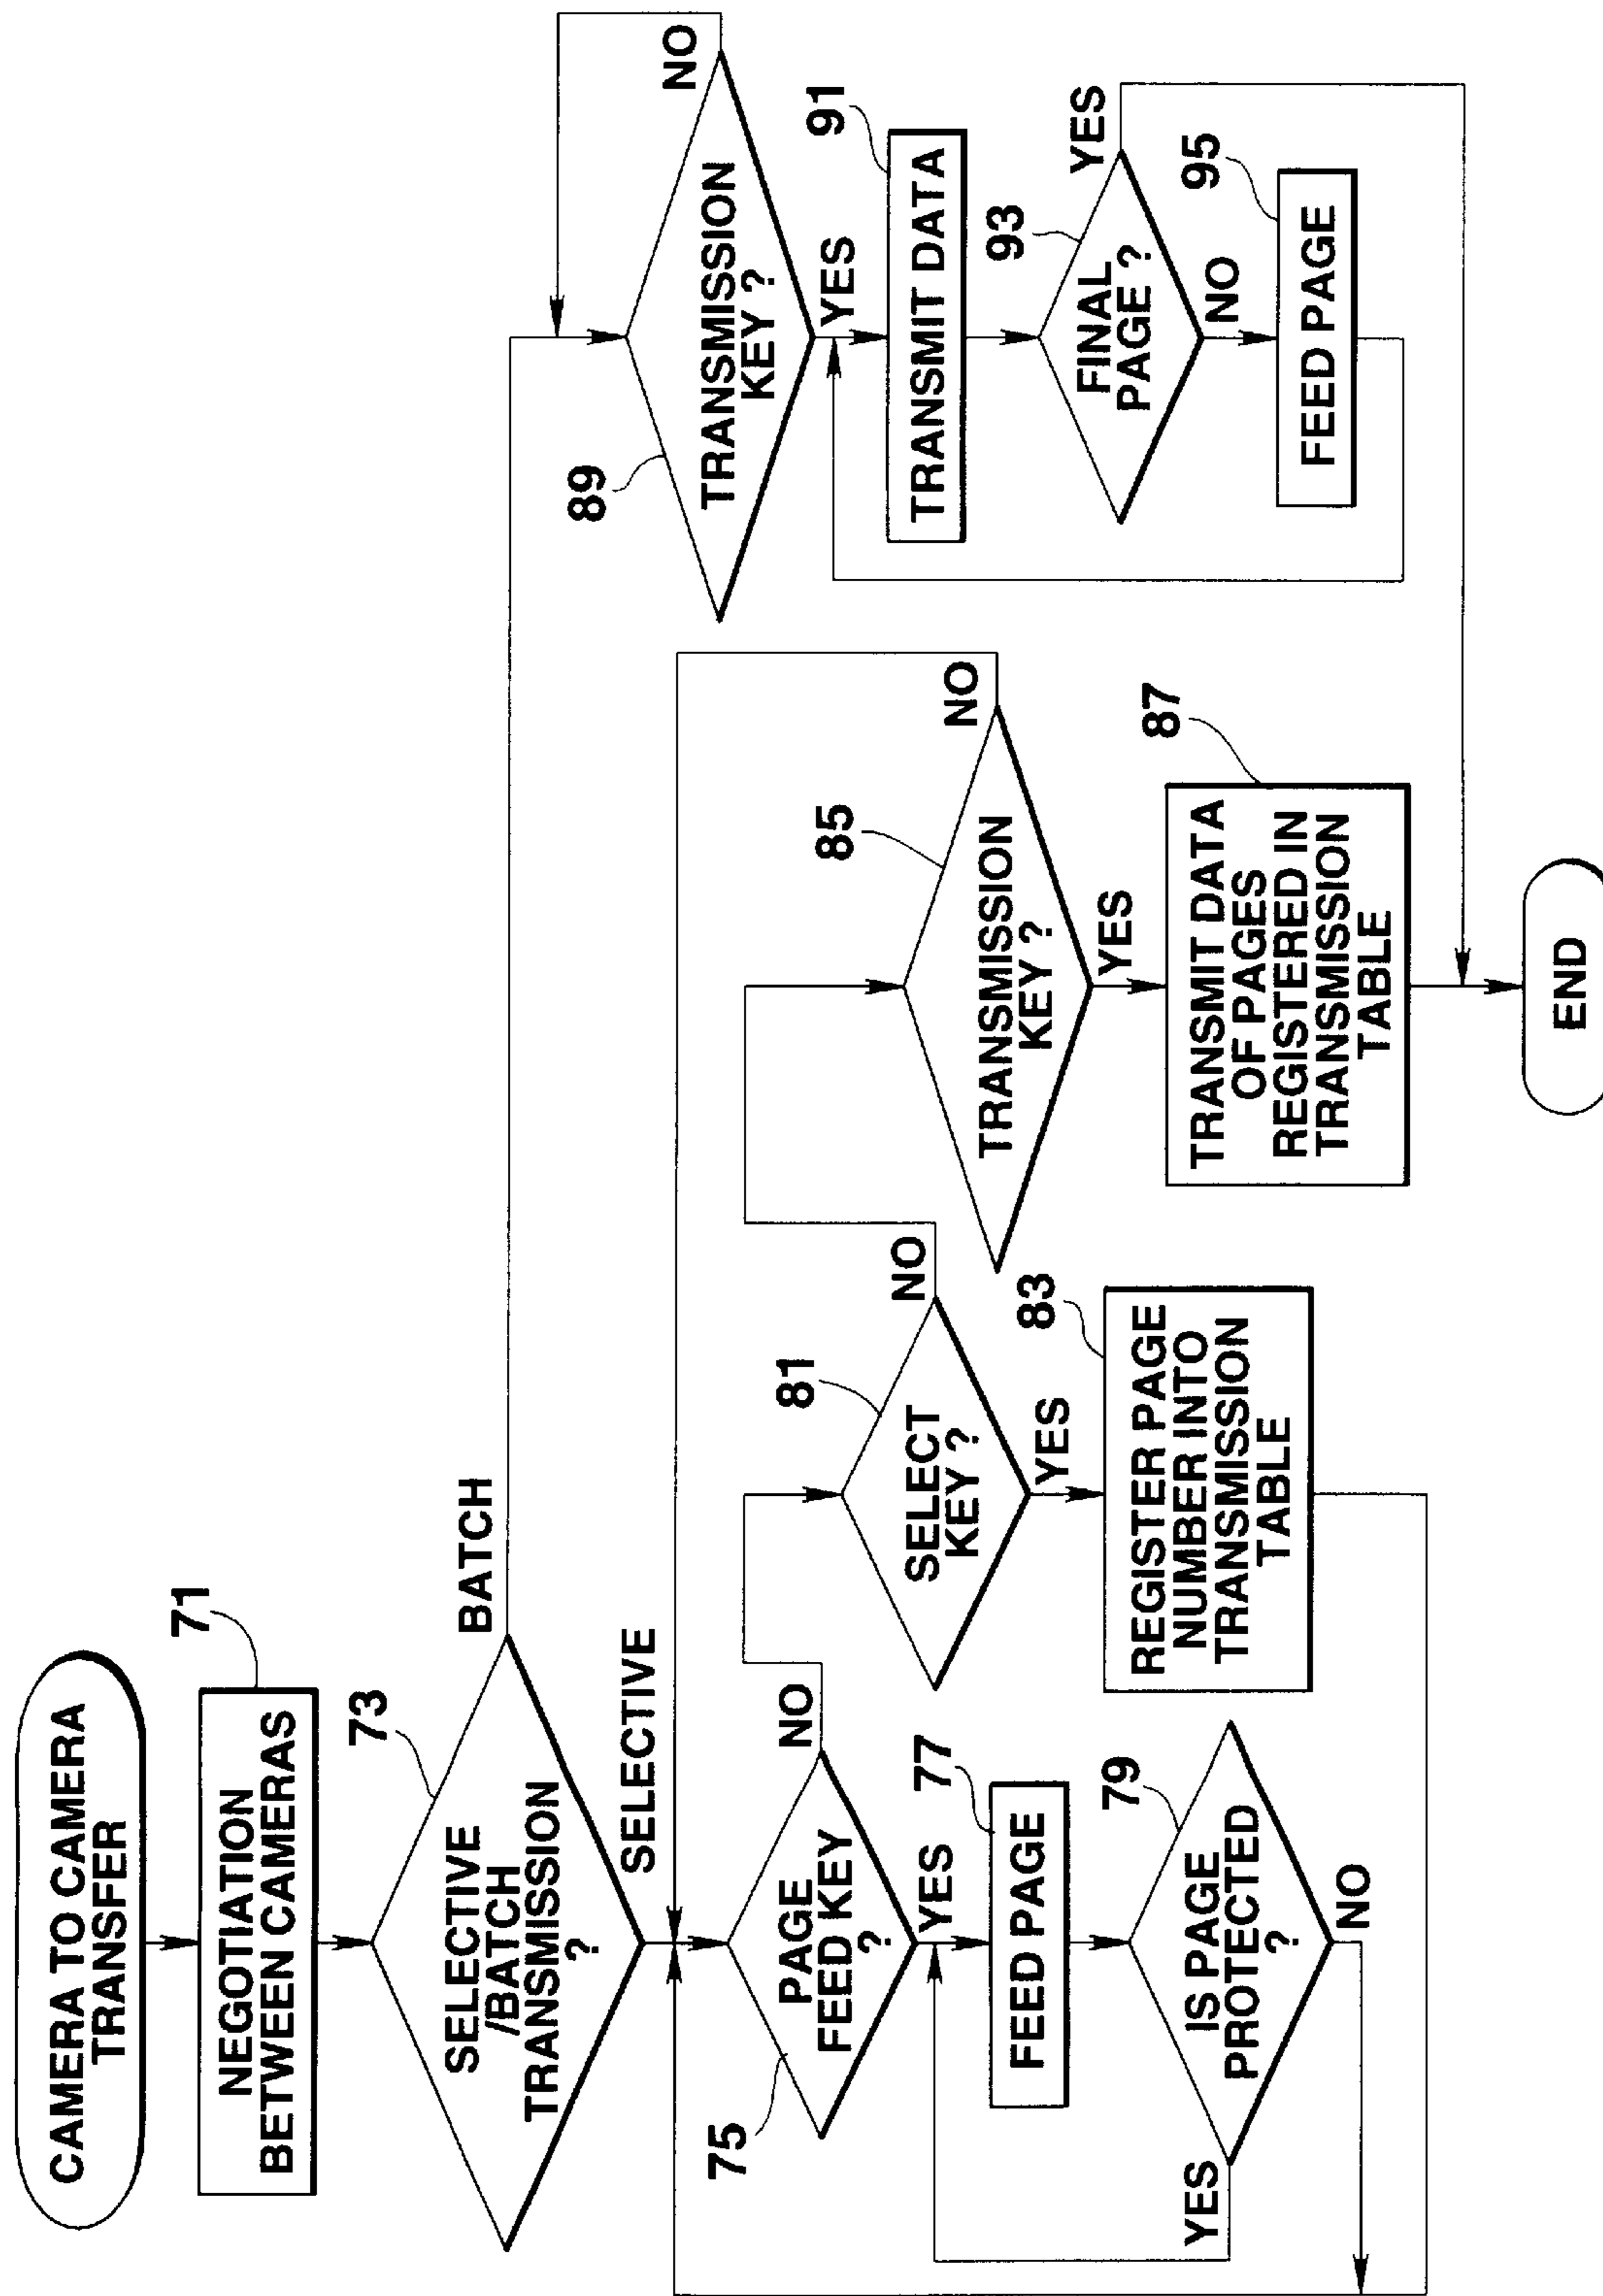 CAMERA TO CAMERA
TRANSFER
71
NEGOTIATION
BETWEEN CAMERAS
73
SELECTIVE
/BATCH
TRANSMISSION
?
BATCH
SELECTIVE
75
PAGE
FEED KEY
?
NO
YES
77
FEED PAGE
79
IS PAGE
PROTECTED
?
YES
NO
81
SELECT
KEY ?
NO
YES
83
REGISTER PAGE
NUMBER INTO
TRANSMISSION
TABLE
85
TRANSMISSION
KEY ?
NO
YES
87
TRANSMIT DATA
OF PAGES
REGISTERED IN
TRANSMISSION
TABLE
89
TRANSMISSION
KEY ?
NO
YES
91
TRANSMIT DATA
93
FINAL
PAGE ?
YES
NO
95
FEED PAGE
END